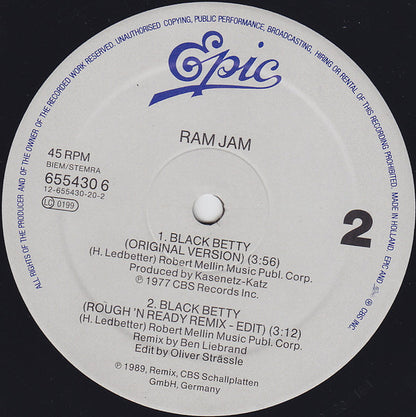 ALL RIGHTS OF THE PRODUCER AND OF THE OWNER OF THE RECORDED WORK RESERVED. UNAUTHORISED COPYING, PUBLIC PERFORMANCE, BROADCASTING, HIRING OR RENTAL OF THIS RECORD PROHIBITED. MADE IN HOLLAND. EPIC AND ARE ® CBS INC.
Epic
RAM JAM
45 RPM
BIEM/STEMRA
655430 6
12-655430-20-2
LC 0199
2
1. BLACK BETTY
(ORIGINAL VERSION) (3:56)
(H. Ledbetter) Robert Mellin Music Publ. Corp.
Produced by Kasenetz-Katz
℗ 1977 CBS Records Inc.
2. BLACK BETTY
(ROUGH 'N READY REMIX - EDIT) (3:12)
(H. Ledbetter) Robert Mellin Music Publ. Corp.
Remix by Ben Liebrand
Edit by Oliver Strässle
℗ 1989, Remix, CBS Schallplatten
GmbH, Germany